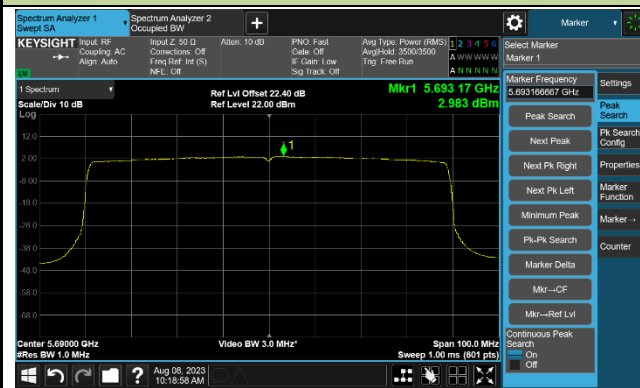 Spectrum Analyzer 1
Swept SA
Spectrum Analyzer 2
Occupied BW
Marker
KEYSIGHT
Input: RF
Coupling: AC
Align: Auto
Input Z: 50 Ω
Corrections: Off
Freq Ref: Int (S)
NFE: Off
Atten: 10 dB
PNO: Fast
Gate: Off
IF Gain: Low
Sig Track: Off
Avg Type: Power (RMS)
Avg|Hold: 3500/3500
Trig: Free Run
1 2 3 4 5 6
A W W W W W
A N N N N N
LXI
Select Marker
Marker 1
1 Spectrum
Scale/Div 10 dB
Log
Ref Lvl Offset 22.40 dB
Ref Level 22.00 dBm
Mkr1 5.693 17 GHz
2.983 dBm
12.0
2.00
-8.00
-18.0
-28.0
-38.0
-48.0
-58.0
-68.0
1
Center 5.69000 GHz
#Res BW 1.0 MHz
Video BW 3.0 MHz*
Span 100.0 MHz
Sweep 1.00 ms (601 pts)
Marker Frequency
5.693166667 GHz
Peak Search
Next Peak
Next Pk Right
Next Pk Left
Minimum Peak
Pk-Pk Search
Marker Delta
Mkr→CF
Mkr→Ref Lvl
Continuous Peak
Search
On
Off
Settings
Peak
Search
Pk Search
Config
Properties
Marker
Function
Marker→
Counter
Aug 08, 2023
10:18:58 AM